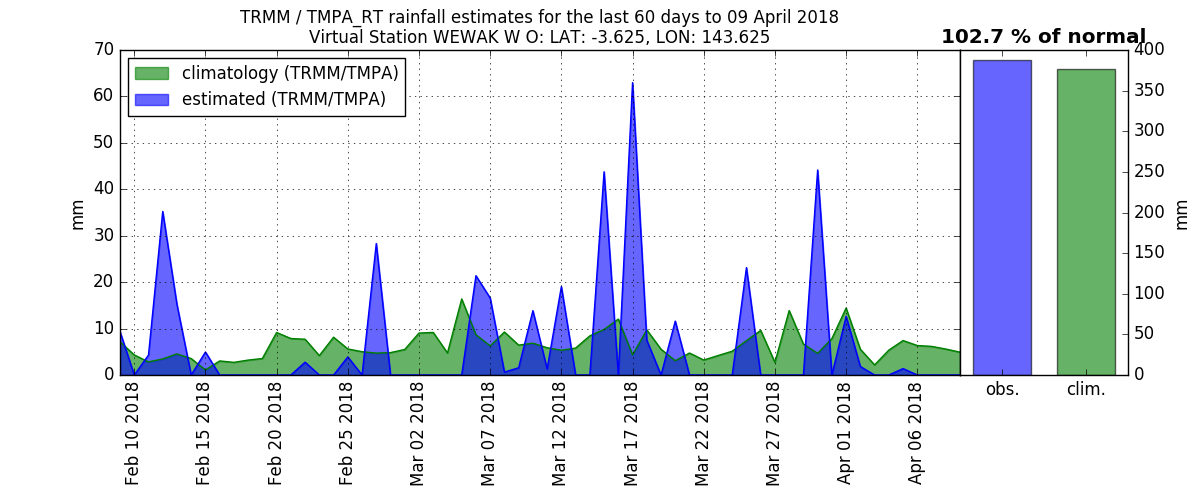 TRMM / TMPA_RT rainfall estimates for the last 60 days to 09 April 2018
Virtual Station WEWAK W O: LAT: -3.625, LON: 143.625
102.7 % of normal
climatology (TRMM/TMPA)
estimated (TRMM/TMPA)
mm
70
60
50
40
30
20
10
0
Feb 10 2018
Feb 15 2018
Feb 20 2018
Feb 25 2018
Mar 02 2018
Mar 07 2018
Mar 12 2018
Mar 17 2018
Mar 22 2018
Mar 27 2018
Apr 01 2018
Apr 06 2018
400
350
300
250
200
150
100
50
0
mm
obs.
clim.